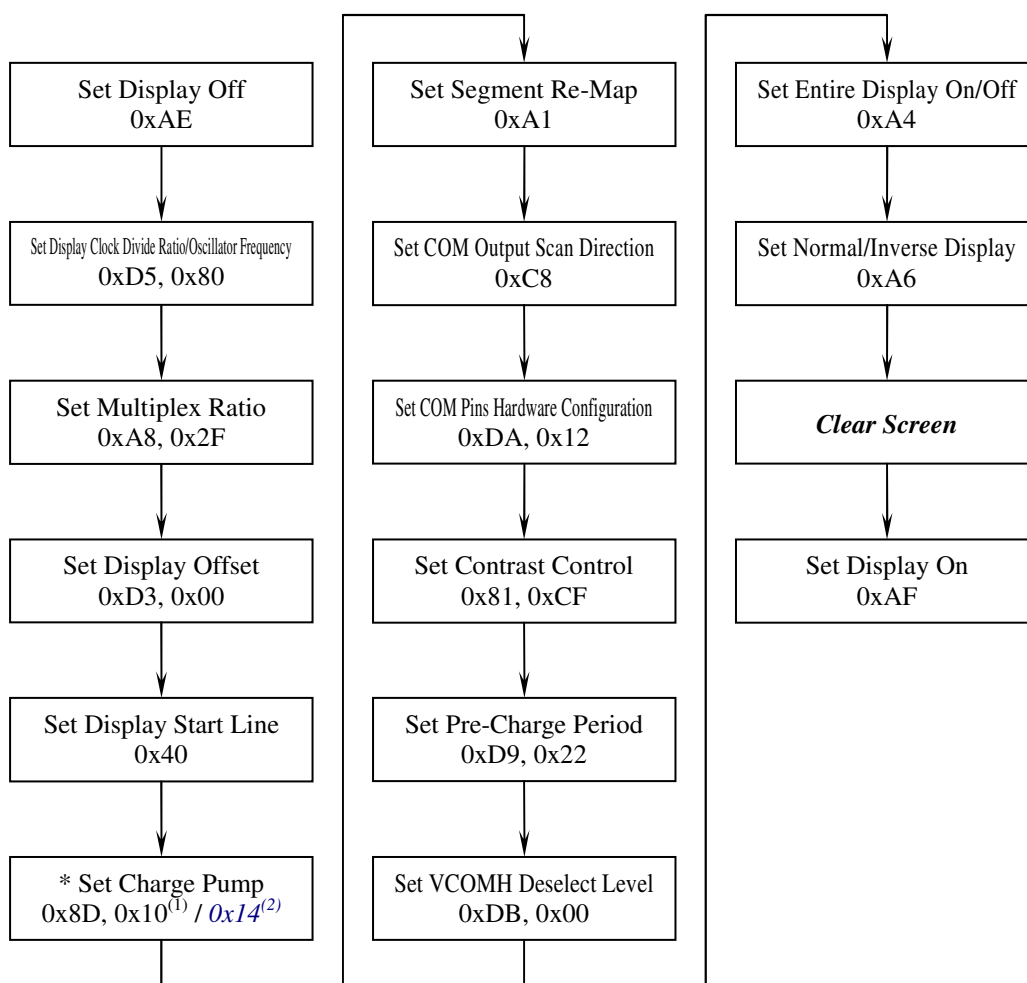 Set Display Off
0xAE
Set Display Clock Divide Ratio/Oscillator Frequency
0xD5, 0x80
Set Multiplex Ratio
0xA8, 0x2F
Set Display Offset
0xD3, 0x00
Set Display Start Line
0x40
* Set Charge Pump
0x8D, 0x10(1) / 0x14(2)
Set Segment Re-Map
0xA1
Set COM Output Scan Direction
0xC8
Set COM Pins Hardware Configuration
0xDA, 0x12
Set Contrast Control
0x81, 0xCF
Set Pre-Charge Period
0xD9, 0x22
Set VCOMH Deselect Level
0xDB, 0x00
Set Entire Display On/Off
0xA4
Set Normal/Inverse Display
0xA6
Clear Screen
Set Display On
0xAF